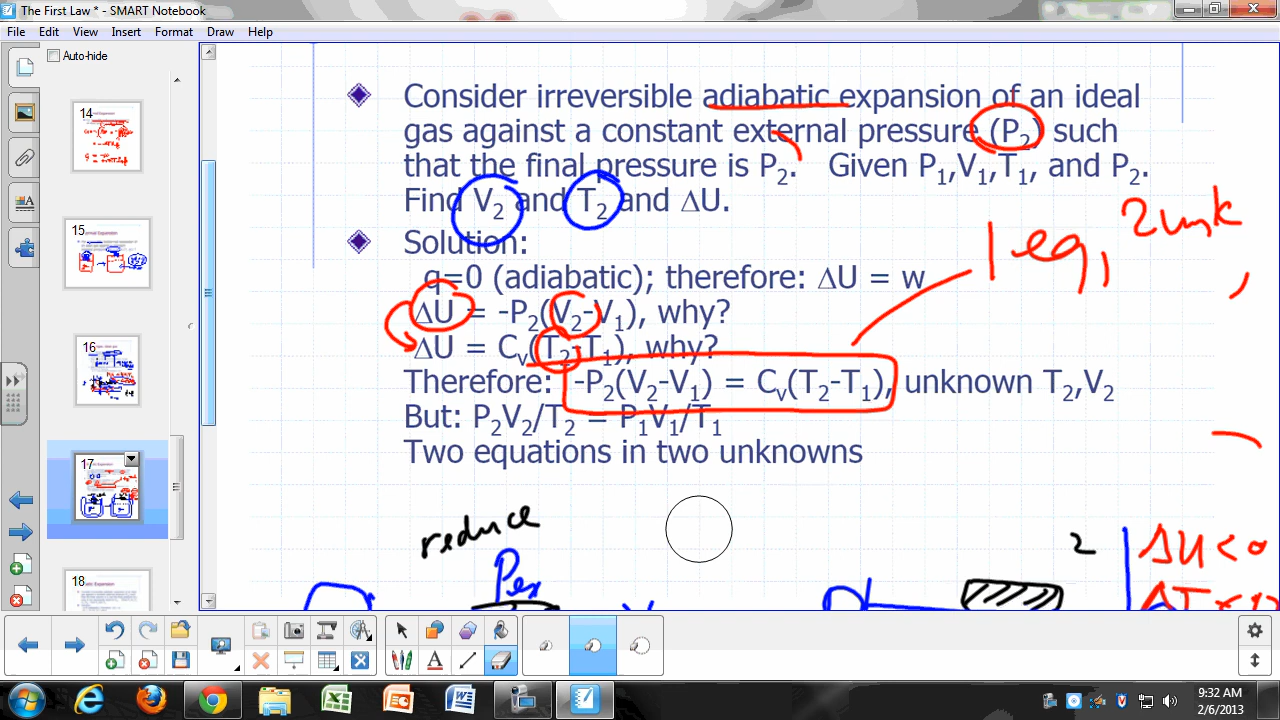 The First Law * - SMART Notebook
File Edit View Insert Format Draw Help
Auto-hide
14
15
16
17
18
Consider irreversible adiabatic expansion of an ideal
gas against a constant external pressure (P2) such
that the final pressure is P2. Given P1,V1,T1, and P2.
Find V2 and T2 and ΔU.
Solution:
q=0 (adiabatic); therefore: ΔU = w
ΔU = -P2(V2-V1), why?
ΔU = Cv(T2-T1), why?
Therefore: -P2(V2-V1) = Cv(T2-T1), unknown T2,V2
But: P2V2/T2 = P1V1/T1
Two equations in two unknowns
1 eq, 2 unk
reduce
Pex
2
ΔU<0
A
9:32 AM
2/6/2013